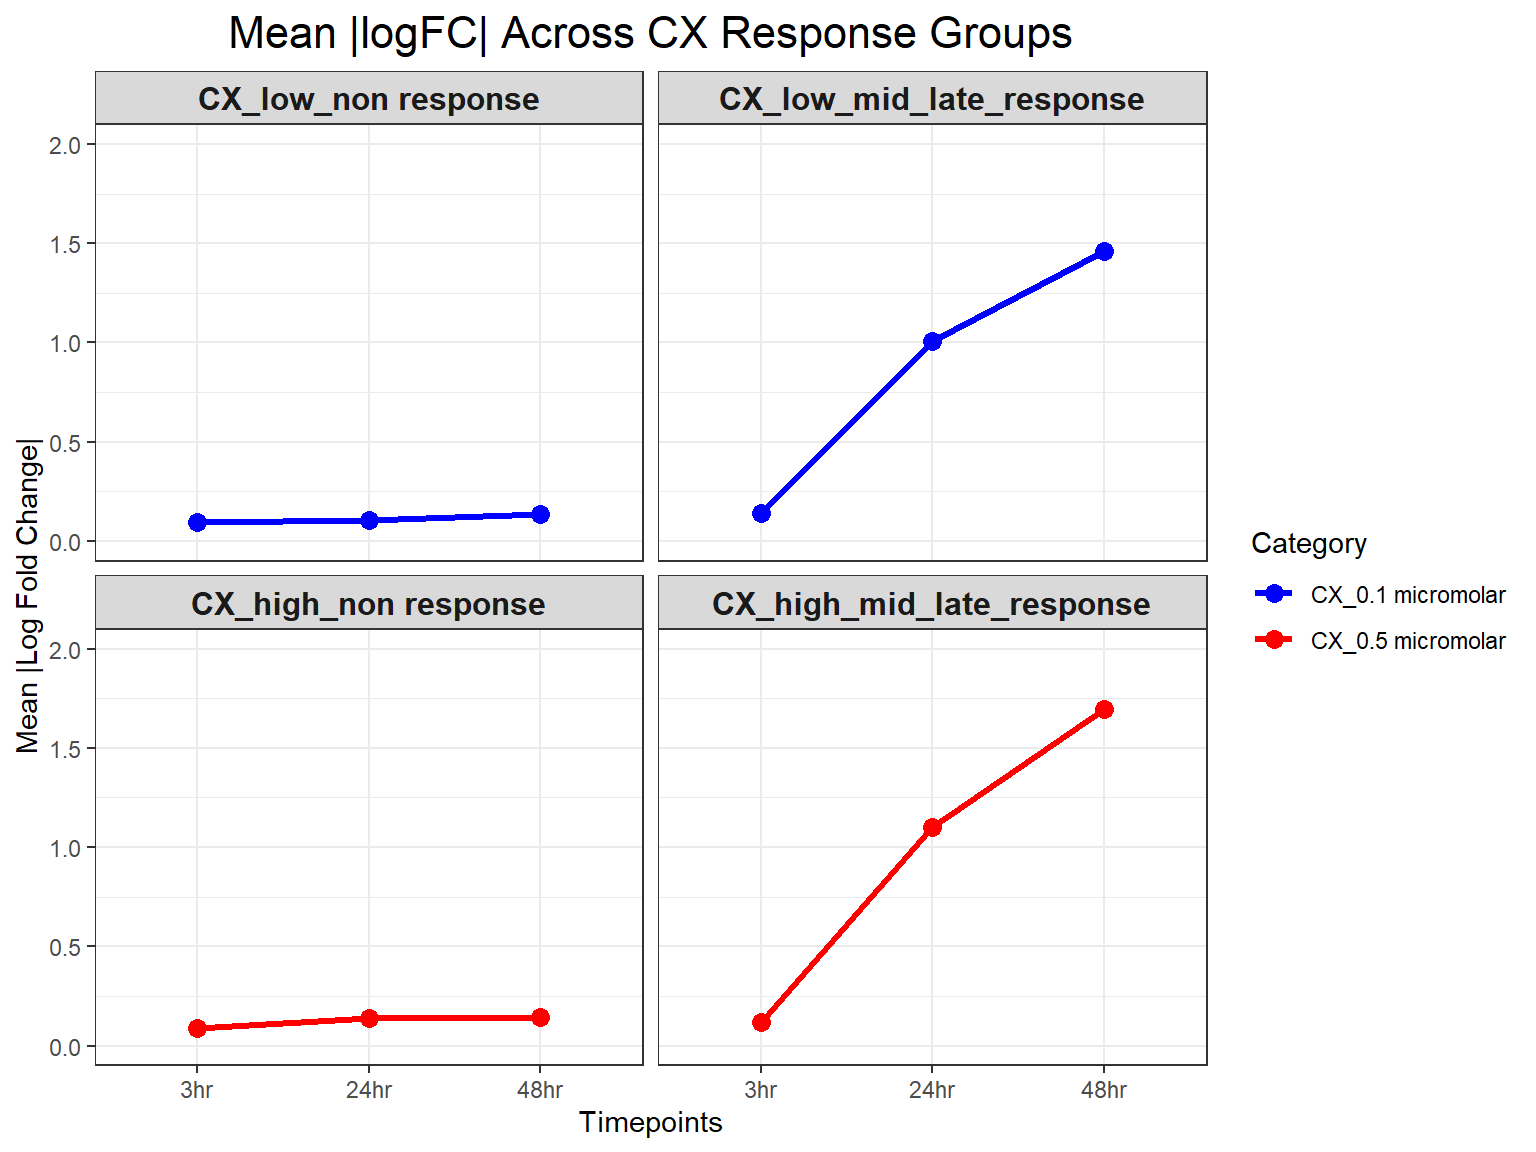 Mean |logFC| Across CX Response Groups
CX_low_non response
CX_low_mid_late_response
2.0
1.5
1.0
0.5
0.0
CX_high_non response
CX_high_mid_late_response
2.0
1.5
1.0
0.5
0.0
3hr 24hr 48hr
3hr 24hr 48hr
Timepoints
Mean |Log Fold Change|
Category
CX_0.1 micromolar
CX_0.5 micromolar